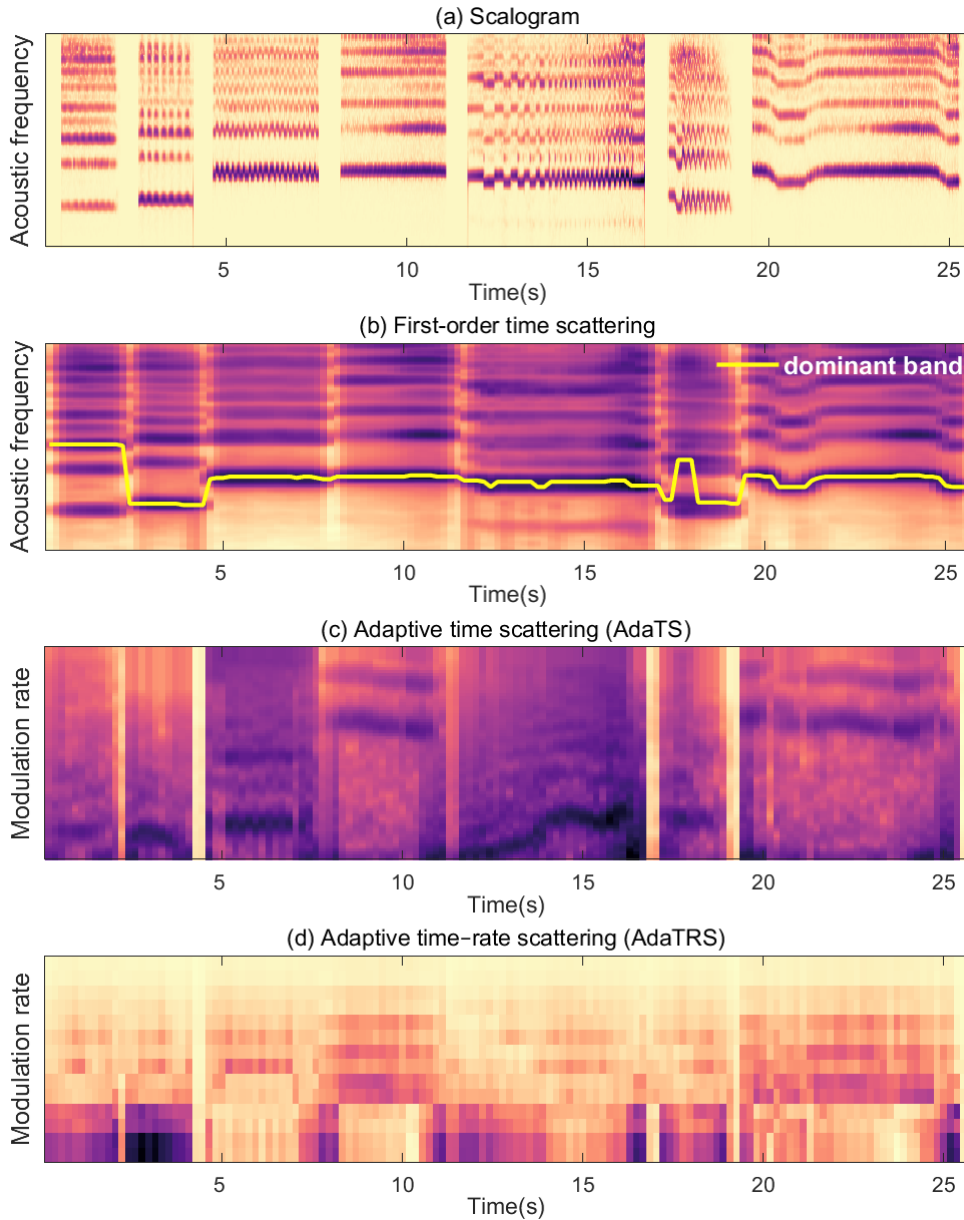 (a) Scalogram
Acoustic frequency
5 10 15 20 25
Time(s)
(b) First-order time scattering
dominant band
Acoustic frequency
5 10 15 20 25
Time(s)
(c) Adaptive time scattering (AdaTS)
Modulation rate
5 10 15 20 25
Time(s)
(d) Adaptive time-rate scattering (AdaTRS)
Modulation rate
5 10 15 20 25
Time(s)